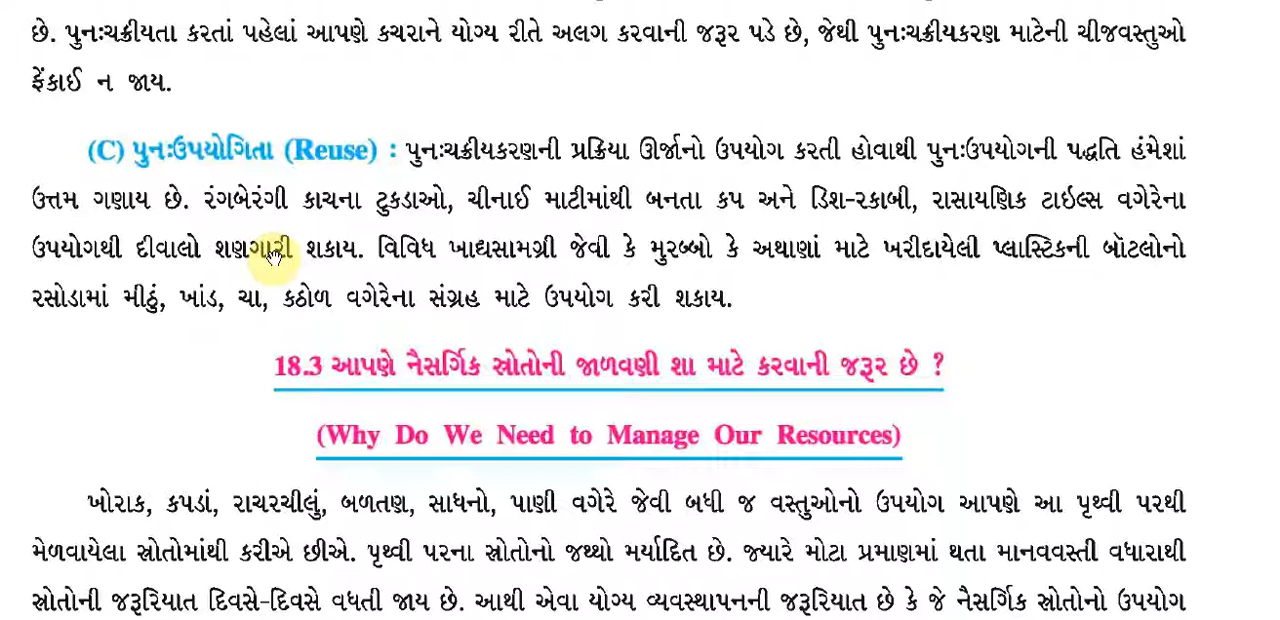 છે. પુનઃચક્રીયતા કરતાં પહેલાં આપણે કચરાને યોગ્ય રીતે અલગ કરવાની જરૂર પડે છે, જેથી પુનઃચક્રીયકરણ માટેની ચીજવસ્તુઓ
ફેંકાઈ ન જાય.
(C) પુનઃઉપયોગિતા (Reuse) : પુનઃચક્રીયકરણની પ્રક્રિયા ઊર્જાનો ઉપયોગ કરતી હોવાથી પુનઃઉપયોગની પદ્ધતિ હંમેશાં
ઉત્તમ ગણાય છે. રંગબેરંગી કાચના ટુકડાઓ, ચીનાઈ માટીમાંથી બનતા કપ અને ડિશ-રકાબી, રાસાયણિક ટાઇલ્સ વગેરેના
ઉપયોગથી દીવાલો શણગારી શકાય. વિવિધ ખાદ્યસામગ્રી જેવી કે મુરબ્બો કે અથાણાં માટે ખરીદાયેલી પ્લાસ્ટિકની બૉટલોનો
રસોડામાં મીઠું, ખાંડ, ચા, કઠોળ વગેરેના સંગ્રહ માટે ઉપયોગ કરી શકાય.
18.3 આપણે નૈસર્ગિક સ્રોતોની જાળવણી શા માટે કરવાની જરૂર છે ?
(Why Do We Need to Manage Our Resources)
ખોરાક, કપડાં, રાચરચીલું, બળતણ, સાધનો, પાણી વગેરે જેવી બધી જ વસ્તુઓનો ઉપયોગ આપણે આ પૃથ્વી પરથી
મેળવાયેલા સ્રોતોમાંથી કરીએ છીએ. પૃથ્વી પરના સ્રોતોનો જથ્થો મર્યાદિત છે. જ્યારે મોટા પ્રમાણમાં થતા માનવવસ્તી વધારાથી
સ્રોતોની જરૂરિયાત દિવસે-દિવસે વધતી જાય છે. આથી એવા યોગ્ય વ્યવસ્થાપનની જરૂરિયાત છે કે જે નૈસર્ગિક સ્રોતોનો ઉપયોગ